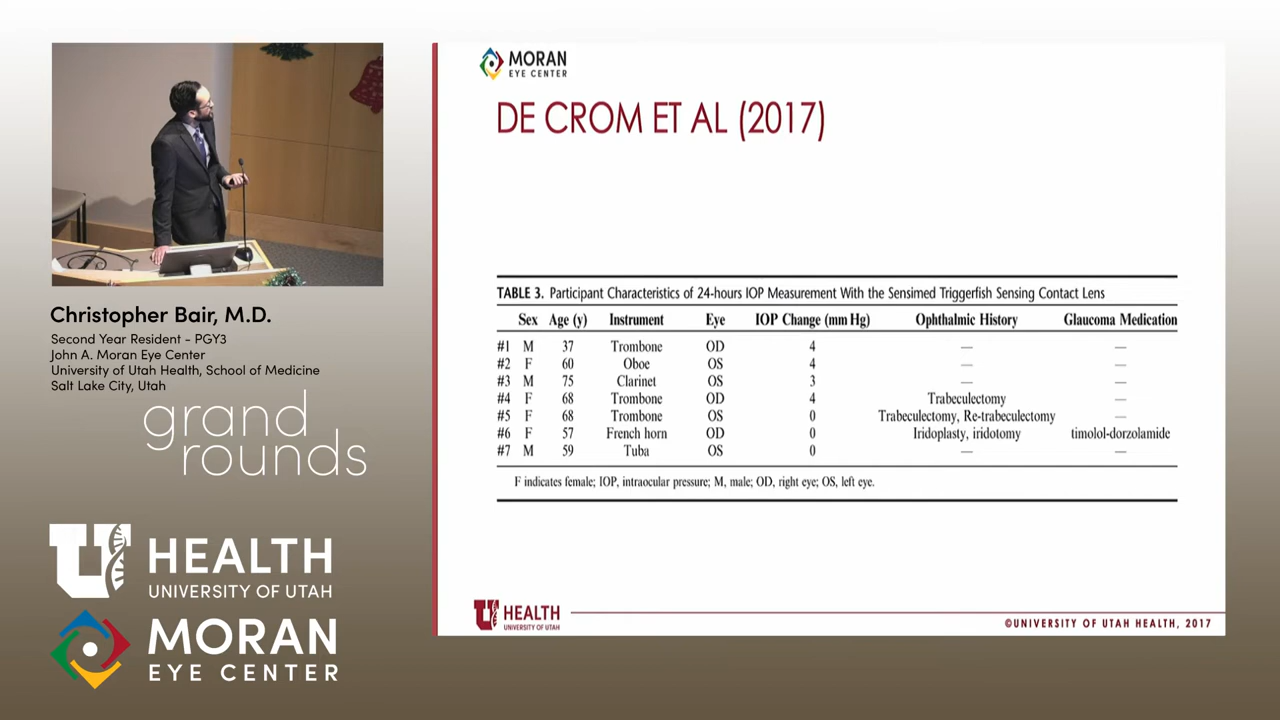 MORAN
EYE CENTER
DE CROM ET AL (2017)
TABLE 3. Participant Characteristics of 24-hours IOP Measurement With the Sensimed Triggerfish Sensing Contact Lens
Sex Age (y) Instrument Eye IOP Change (mm Hg) Ophthalmic History Glaucoma Medication
#1 M 37 Trombone OD 4 — —
#2 F 60 Oboe OS 4 — —
#3 M 75 Clarinet OS 3 — —
#4 F 68 Trombone OD 4 Trabeculectomy —
#5 F 68 Trombone OS 0 Trabeculectomy, Re-trabeculectomy —
#6 F 57 French horn OD 0 Iridoplasty, iridotomy timolol-dorzolamide
#7 M 59 Tuba OS 0 — —
F indicates female; IOP, intraocular pressure; M, male; OD, right eye; OS, left eye.
U HEALTH
UNIVERSITY OF UTAH
©UNIVERSITY OF UTAH HEALTH, 2017
Christopher Bair, M.D.
Second Year Resident - PGY3
John A. Moran Eye Center
University of Utah Health, School of Medicine
Salt Lake City, Utah
grand
rounds
U HEALTH
UNIVERSITY OF UTAH
MORAN
EYE CENTER